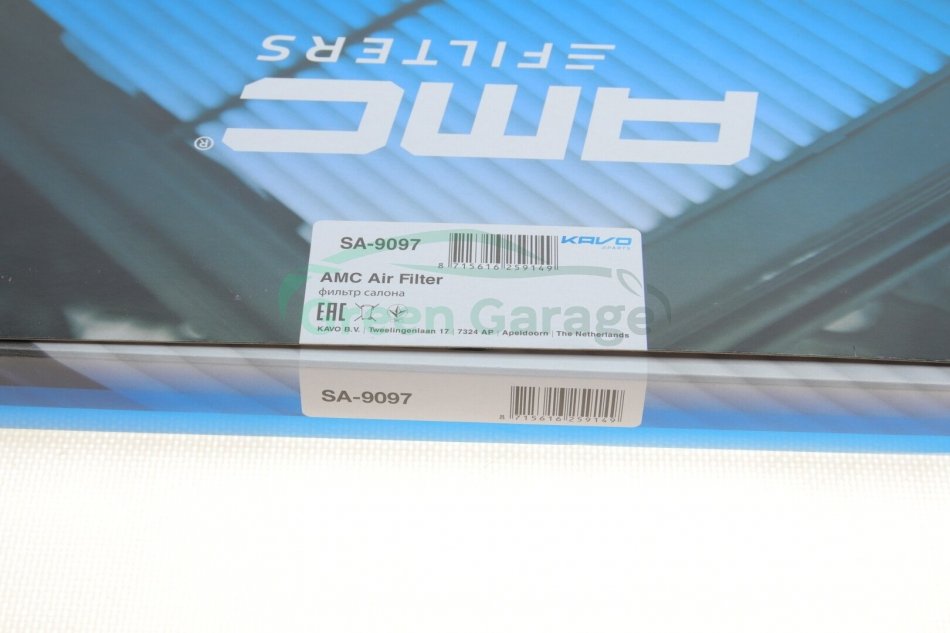 FILTERS
AMC
®
SA-9097
8 715616 259149
KAVO
PARTS
AMC Air Filter
фильтр салона
EAC
Green Garage
KAVO B.V. | Tweelingenlaan 17 | 7324 AP | Apeldoorn | The Netherlands
SA-9097
8 715616 259149